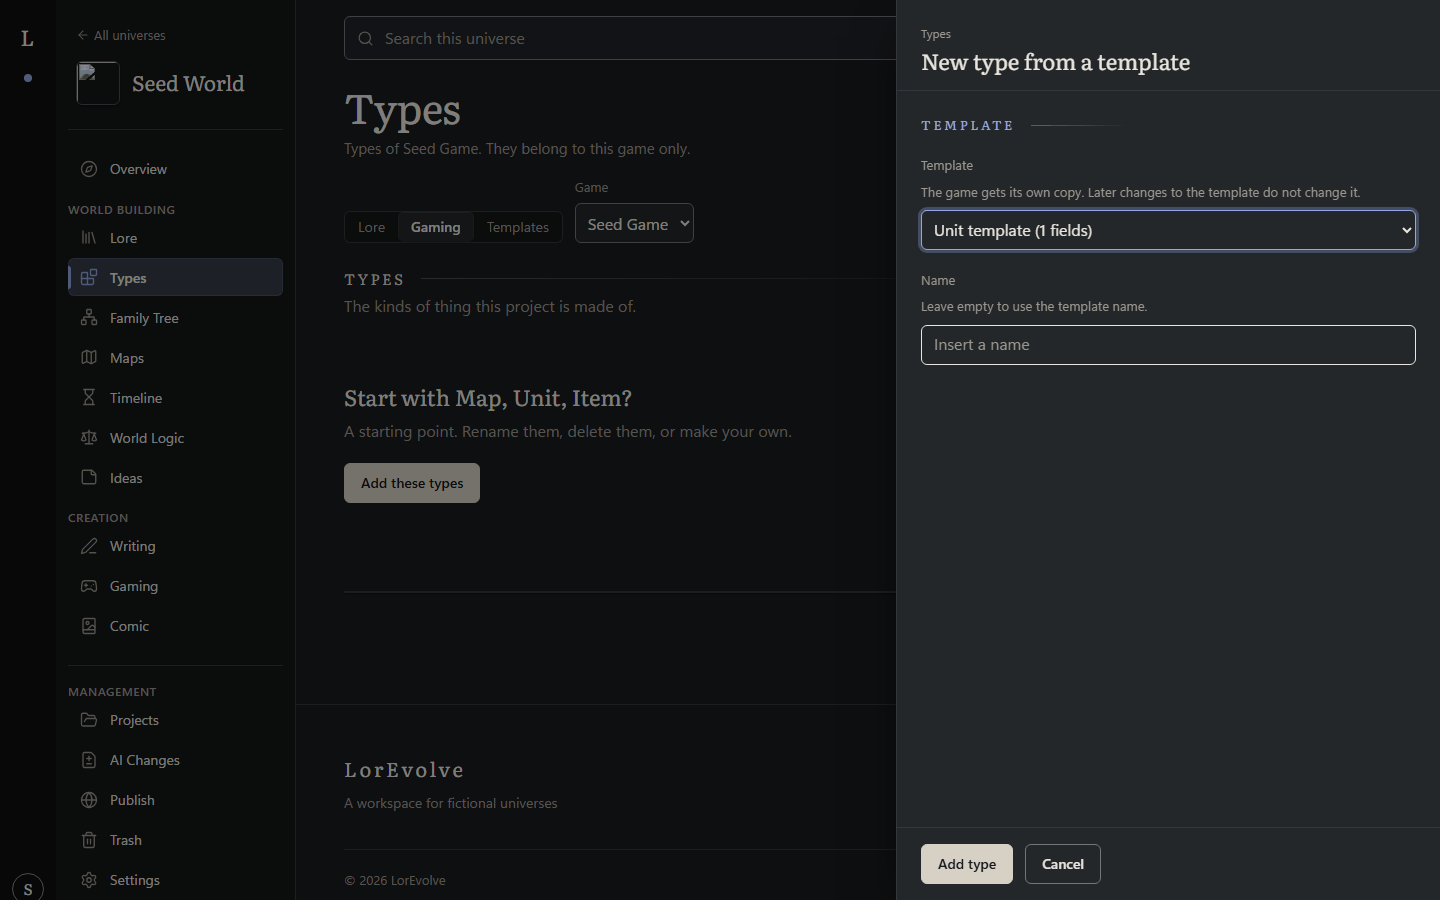 L
All universes
Seed World
Overview
WORLD BUILDING
Lore
Types
Family Tree
Maps
Timeline
World Logic
Ideas
CREATION
Writing
Gaming
Comic
MANAGEMENT
Projects
AI Changes
Publish
Trash
Settings
S
Search this universe
Types
Types of Seed Game. They belong to this game only.
Game
Lore Gaming Templates Seed Game
TYPES
The kinds of thing this project is made of.
Start with Map, Unit, Item?
A starting point. Rename them, delete them, or make your own.
Add these types
LorEvolve
A workspace for fictional universes
© 2026 LorEvolve
Types
New type from a template
TEMPLATE
Template
The game gets its own copy. Later changes to the template do not change it.
Unit template (1 fields)
Name
Leave empty to use the template name.
Insert a name
Add type Cancel